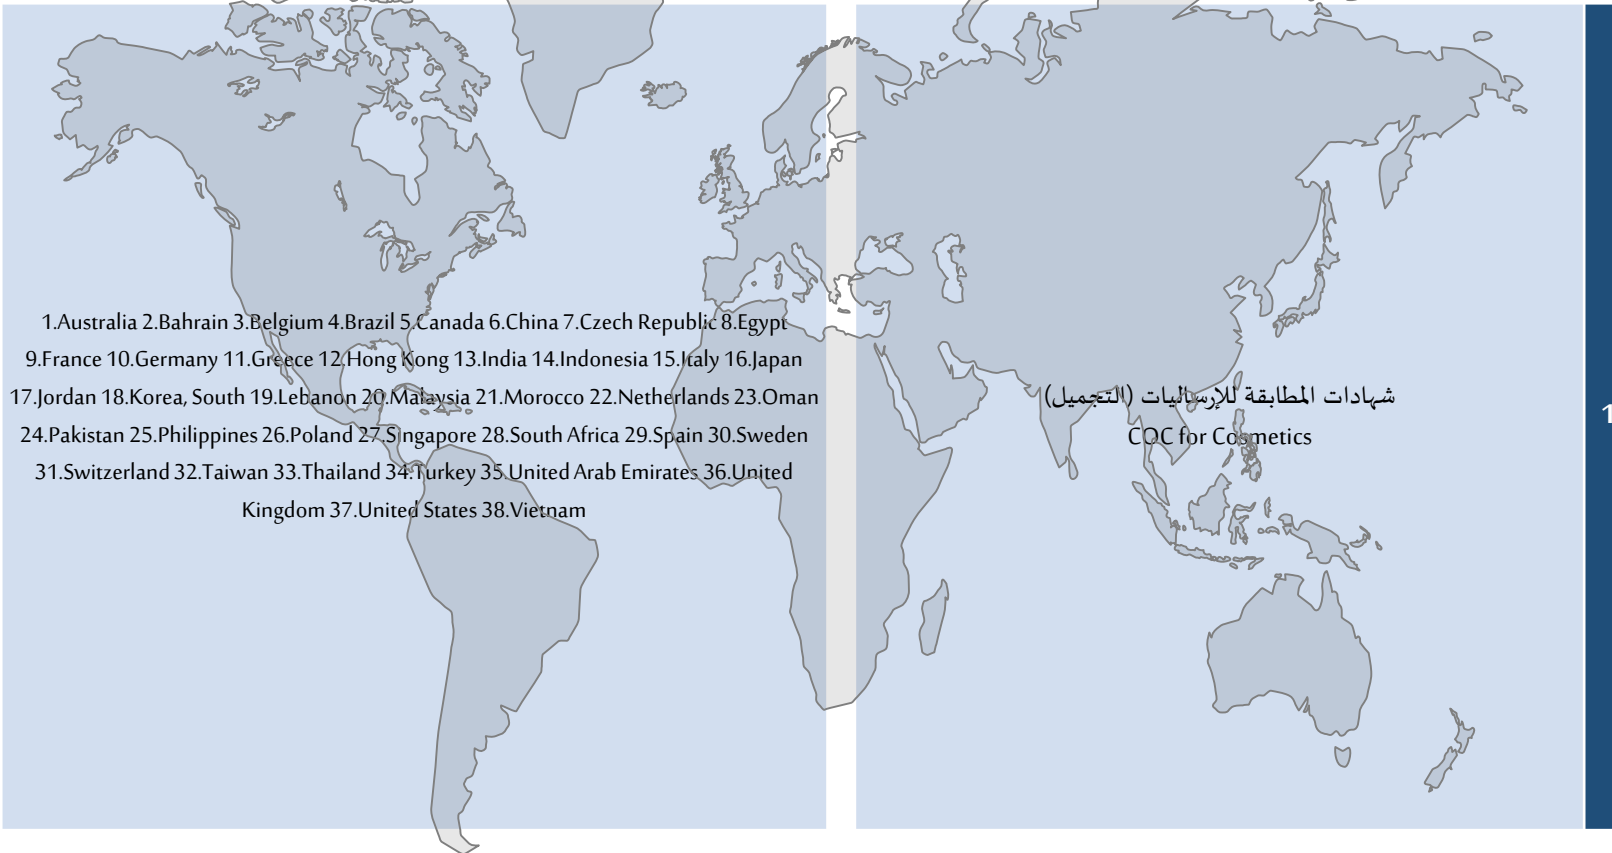 1.Australia 2.Bahrain 3.Belgium 4.Brazil 5.Canada 6.China 7.Czech Republic 8.Egypt
9.France 10.Germany 11.Greece 12.Hong Kong 13.India 14.Indonesia 15.Italy 16.Japan
17.Jordan 18.Korea, South 19.Lebanon 20.Malaysia 21.Morocco 22.Netherlands 23.Oman
24.Pakistan 25.Philippines 26.Poland 27.Singapore 28.South Africa 29.Spain 30.Sweden
31.Switzerland 32.Taiwan 33.Thailand 34.Turkey 35.United Arab Emirates 36.United
Kingdom 37.United States 38.Vietnam
شهادات المطابقة للإرساليات (التجميل)
COC for Cosmetics
1